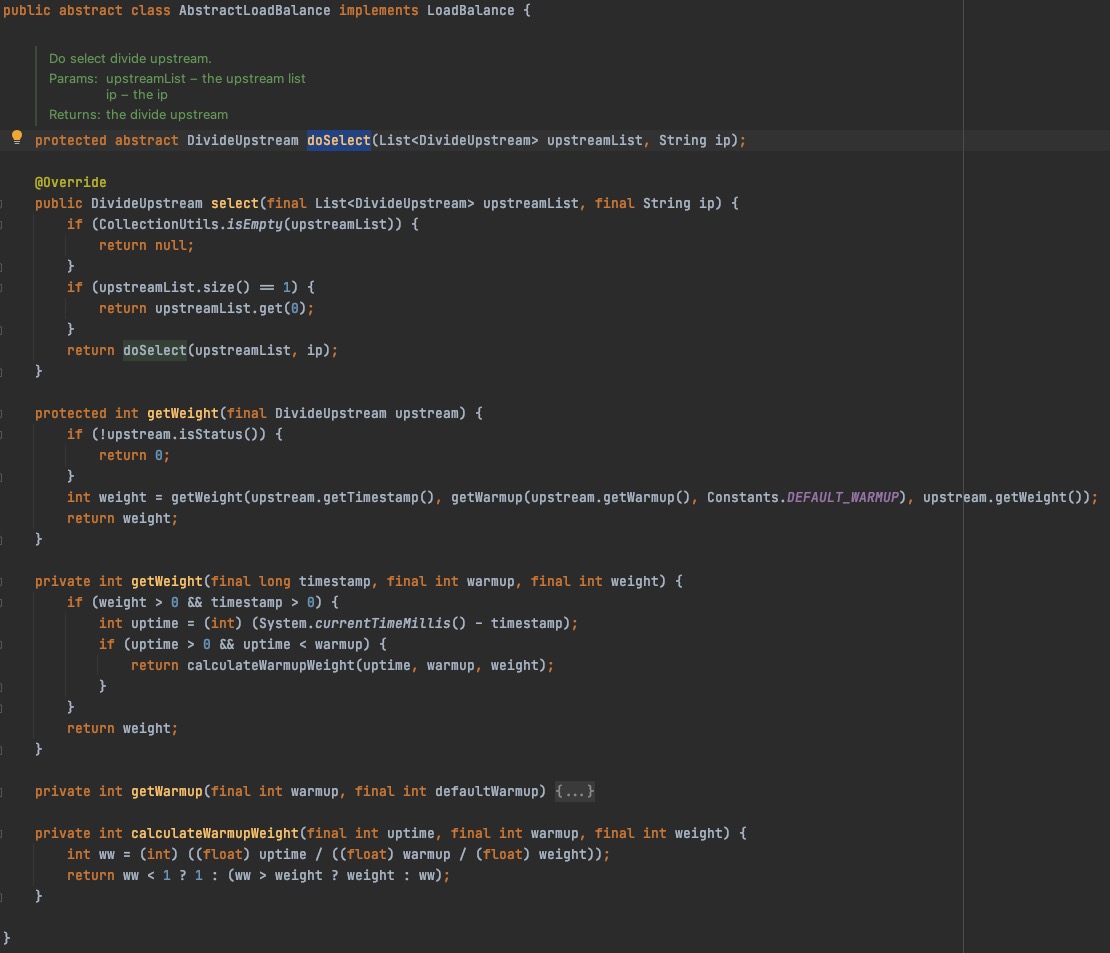 public abstract class AbstractLoadBalance implements LoadBalance {
Do select divide upstream.
Params: upstreamList – the upstream list
ip – the ip
Returns: the divide upstream
protected abstract DivideUpstream doSelect(List<DivideUpstream> upstreamList, String ip);
@Override
public DivideUpstream select(final List<DivideUpstream> upstreamList, final String ip) {
if (CollectionUtils.isEmpty(upstreamList)) {
return null;
}
if (upstreamList.size() == 1) {
return upstreamList.get(0);
}
return doSelect(upstreamList, ip);
}
protected int getWeight(final DivideUpstream upstream) {
if (!upstream.isStatus()) {
return 0;
}
int weight = getWeight(upstream.getTimestamp(), getWarmup(upstream.getWarmup(), Constants.DEFAULT_WARMUP), upstream.getWeight());
return weight;
}
private int getWeight(final long timestamp, final int warmup, final int weight) {
if (weight > 0 && timestamp > 0) {
int uptime = (int) (System.currentTimeMillis() - timestamp);
if (uptime > 0 && uptime < warmup) {
return calculateWarmupWeight(uptime, warmup, weight);
}
}
return weight;
}
private int getWarmup(final int warmup, final int defaultWarmup) {...}
private int calculateWarmupWeight(final int uptime, final int warmup, final int weight) {
int ww = (int) ((float) uptime / ((float) warmup / (float) weight));
return ww < 1 ? 1 : (ww > weight ? weight : ww);
}
}